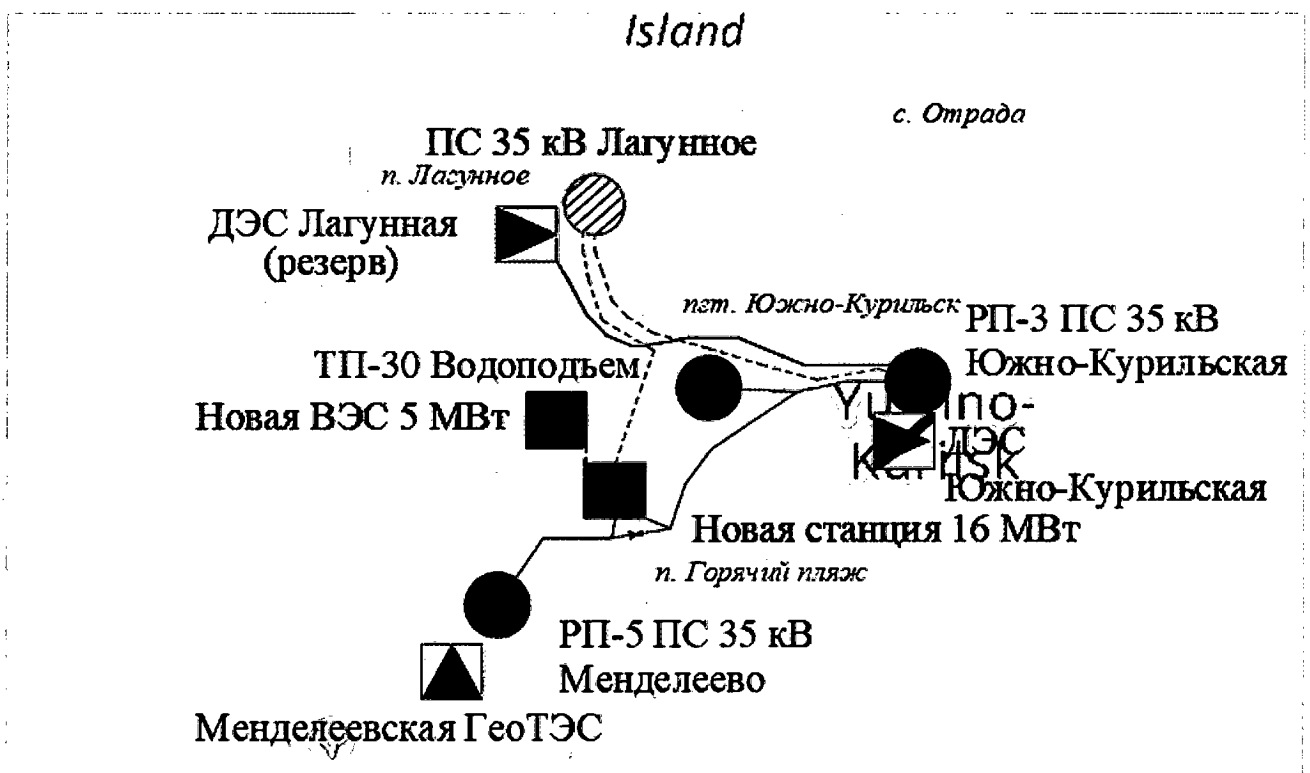 Island
с. Отрада
ПС 35 кВ Лагунное
п. Лагунное
ДЭС Лагунная
(резерв)
пгт. Южно-Курильск
РП-3 ПС 35 кВ
Южно-Курильская
ТП-30 Водоподъем
Новая ВЭС 5 МВт
Yuzhno-
Kurilsk
ДЭС
Южно-Курильская
Новая станция 16 МВт
п. Горячий пляж
РП-5 ПС 35 кВ
Менделеево
Менделеевская ГеоТЭС